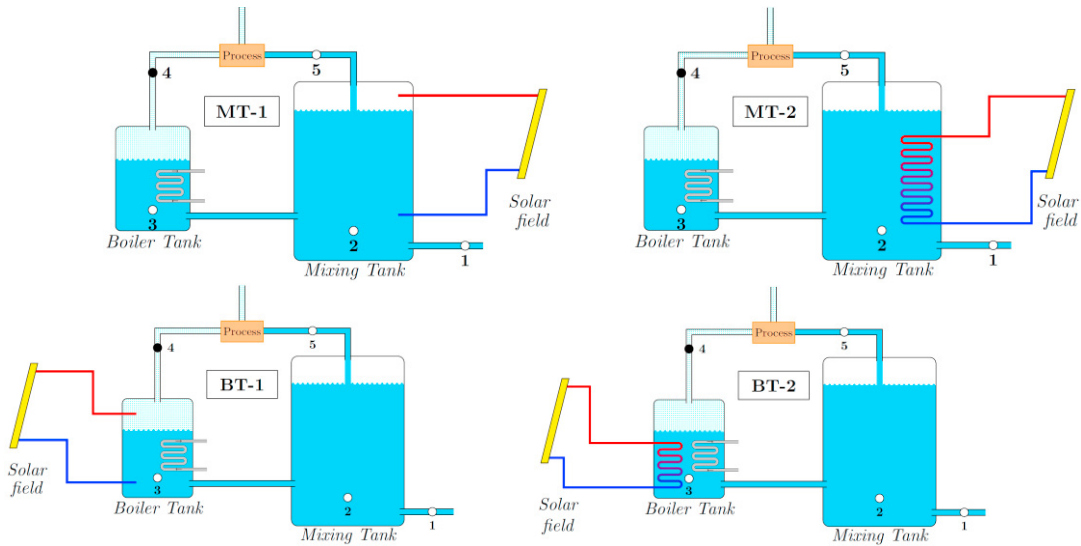 Process
4
5
MT-1
3
Boiler Tank
2
1
Mixing Tank
Solar
field
Process
4
5
MT-2
3
Boiler Tank
2
1
Mixing Tank
Solar
field
Process
4
5
BT-1
3
Boiler Tank
2
1
Mixing Tank
Solar
field
Process
4
5
BT-2
3
Boiler Tank
2
1
Mixing Tank
Solar
field